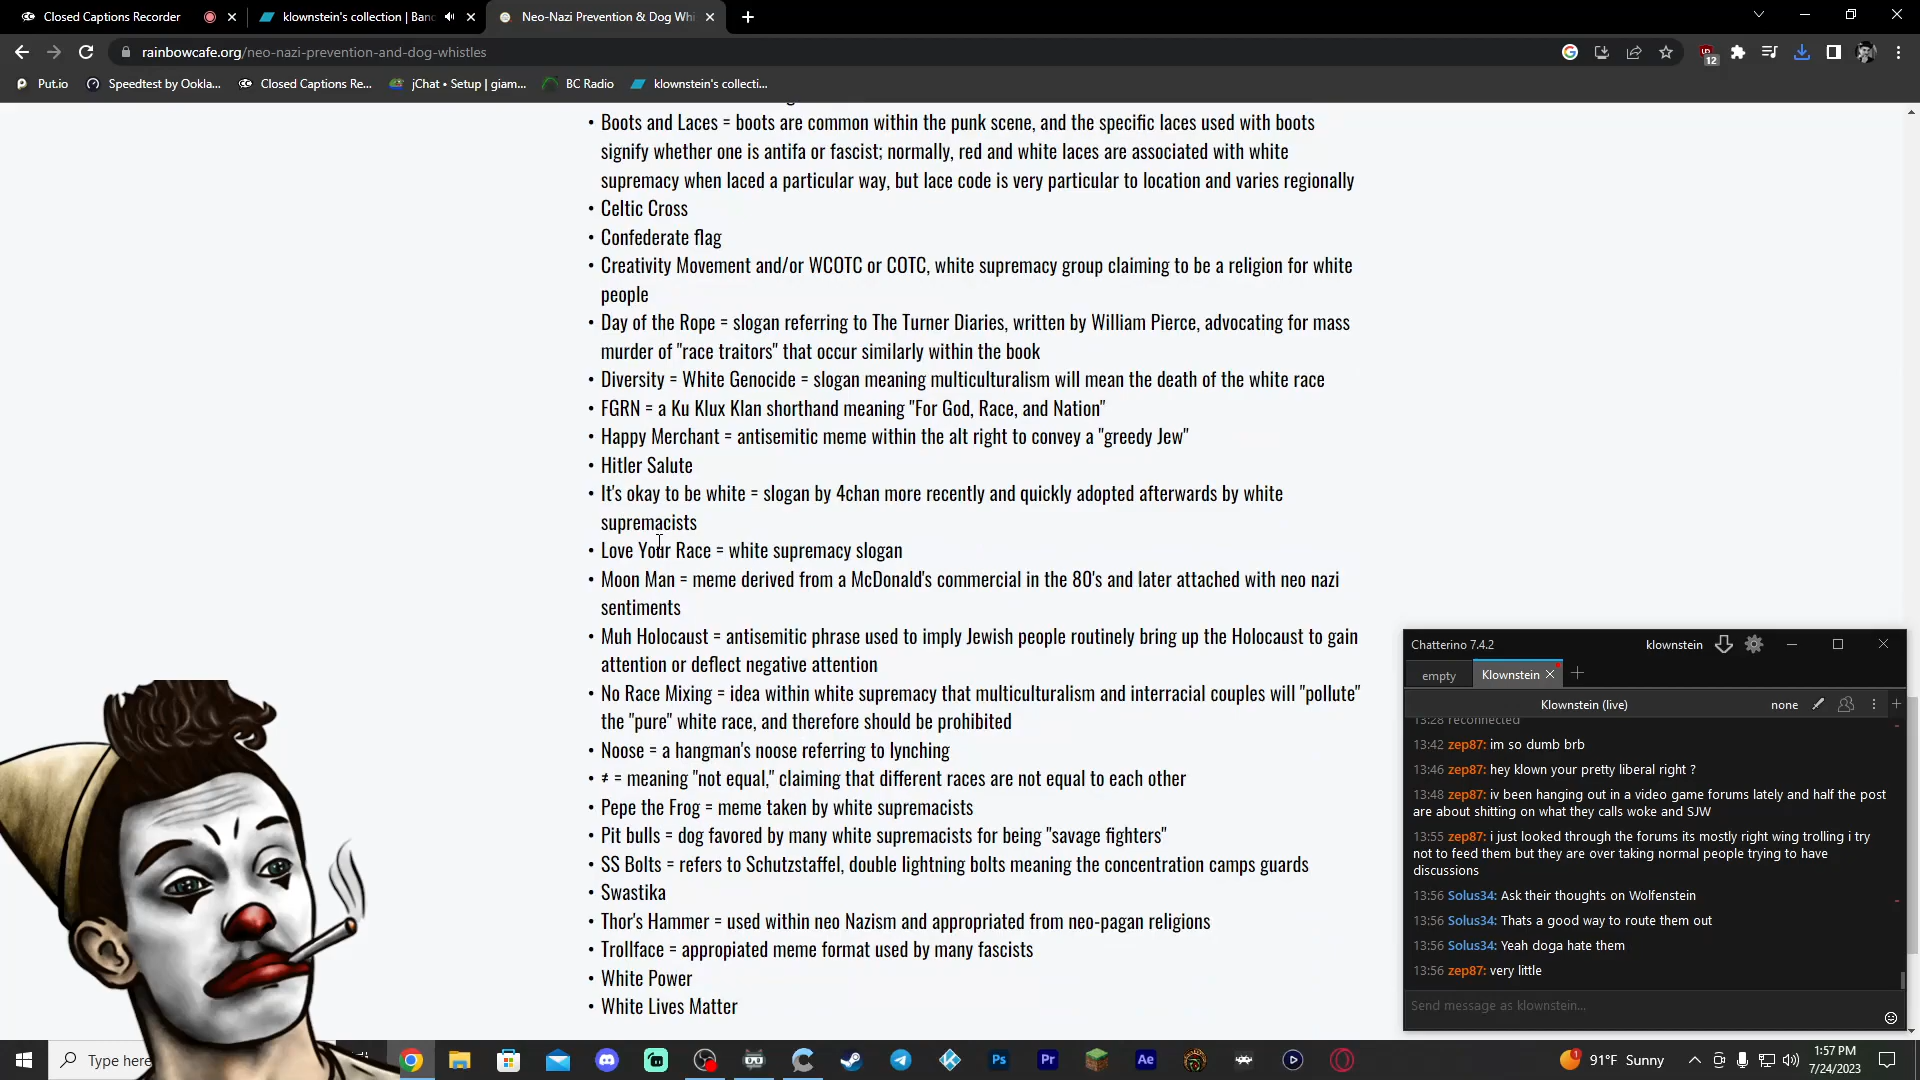 Closed Captions Recorder
klownstein's collection | Banc
Neo-Nazi Prevention & Dog Whi
rainbowcafe.org/neo-nazi-prevention-and-dog-whistles
12
Put.io
Speedtest by Ookla...
Closed Captions Re...
jChat • Setup | giam...
BC Radio
klownstein's collecti...
• Boots and Laces = boots are common within the punk scene, and the specific laces used with boots
signify whether one is antifa or fascist; normally, red and white laces are associated with white
supremacy when laced a particular way, but lace code is very particular to location and varies regionally
• Celtic Cross
• Confederate flag
• Creativity Movement and/or WCOTC or COTC, white supremacy group claiming to be a religion for white
people
• Day of the Rope = slogan referring to The Turner Diaries, written by William Pierce, advocating for mass
murder of "race traitors" that occur similarly within the book
• Diversity = White Genocide = slogan meaning multiculturalism will mean the death of the white race
• FGRN = a Ku Klux Klan shorthand meaning "For God, Race, and Nation"
• Happy Merchant = antisemitic meme within the alt right to convey a "greedy Jew"
• Hitler Salute
• It's okay to be white = slogan by 4chan more recently and quickly adopted afterwards by white
supremacists
• Love Your Race = white supremacy slogan
• Moon Man = meme derived from a McDonald's commercial in the 80's and later attached with neo nazi
sentiments
• Muh Holocaust = antisemitic phrase used to imply Jewish people routinely bring up the Holocaust to gain
attention or deflect negative attention
• No Race Mixing = idea within white supremacy that multiculturalism and interracial couples will "pollute"
the "pure" white race, and therefore should be prohibited
• Noose = a hangman's noose referring to lynching
• ≠ = meaning "not equal," claiming that different races are not equal to each other
• Pepe the Frog = meme taken by white supremacists
• Pit bulls = dog favored by many white supremacists for being "savage fighters"
• SS Bolts = refers to Schutzstaffel, double lightning bolts meaning the concentration camps guards
• Swastika
• Thor's Hammer = used within neo Nazism and appropriated from neo-pagan religions
• Trollface = appropiated meme format used by many fascists
• White Power
• White Lives Matter
Chatterino 7.4.2
klownstein
empty
Klownstein
Klownstein (live)
none
13:28 reconnected
13:42 zep87: im so dumb brb
13:46 zep87: hey klown your pretty liberal right ?
13:48 zep87: iv been hanging out in a video game forums lately and half the post
are about shitting on what they calls woke and SJW
13:55 zep87: i just looked through the forums its mostly right wing trolling i try
not to feed them but they are over taking normal people trying to have
discussions
13:56 Solus34: Ask their thoughts on Wolfenstein
13:56 Solus34: Thats a good way to route them out
13:56 Solus34: Yeah doga hate them
13:56 zep87: very little
Send message as klownstein...
Type here
Ps
Pr
Ae
1
91°F Sunny
1:57 PM
7/24/2023